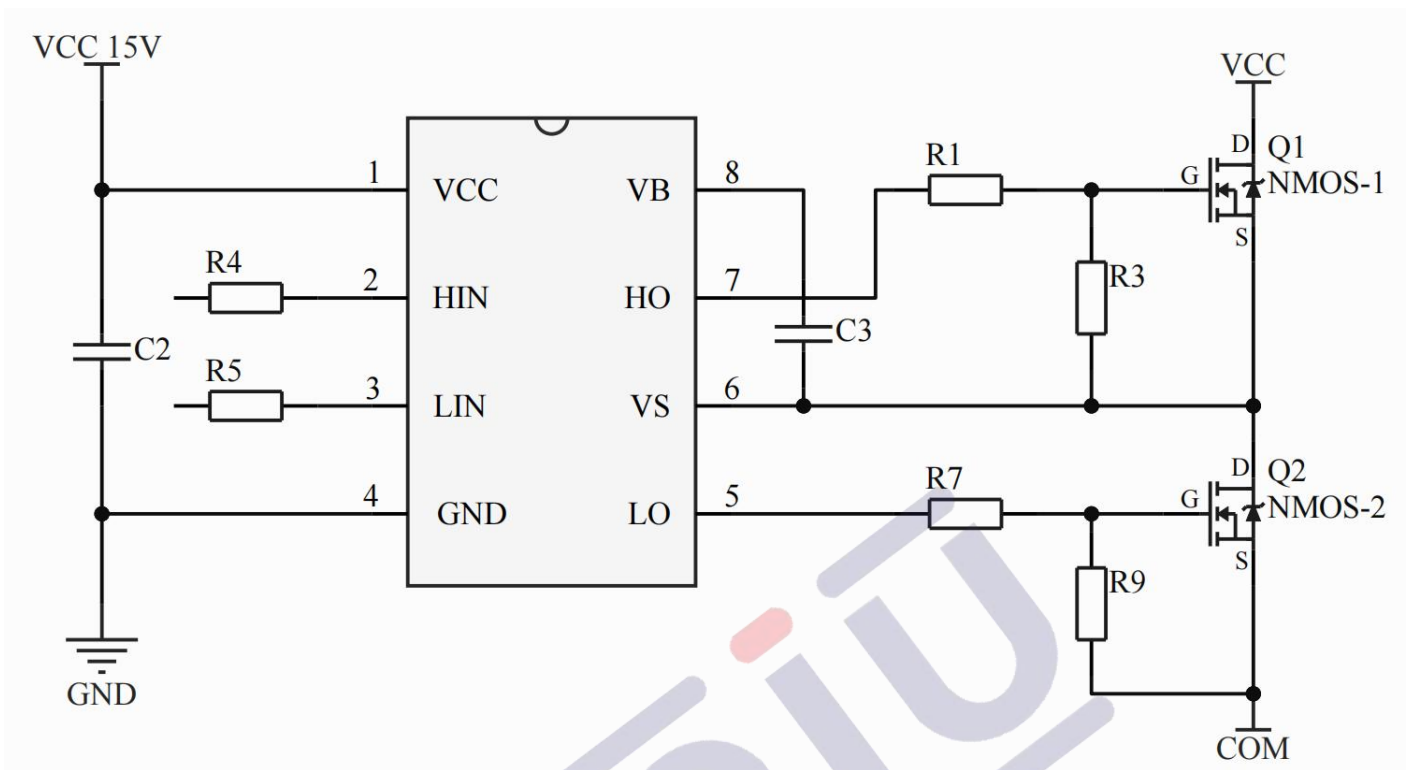 VCC 15V
VCC
R1
D
Q1
G
NMOS-1
S
1
VCC
VB
8
R4
2
HIN
HO
7
R3
C3
C2
R5
3
LIN
VS
6
D
Q2
G
NMOS-2
S
R7
4
GND
LO
5
R9
GND
COM